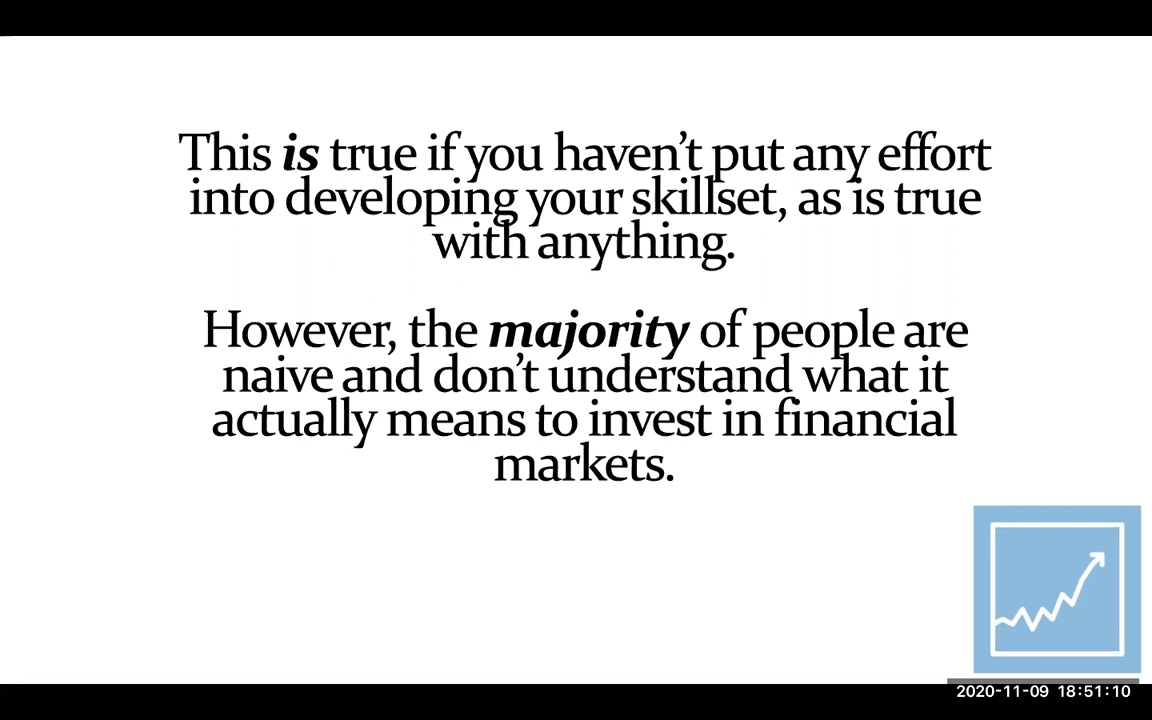 This is true if you haven’t put any effort
into developing your skillset, as is true
with anything.
However, the majority of people are
naive and don’t understand what it
actually means to invest in financial
markets.
2020-11-09 18:51:10